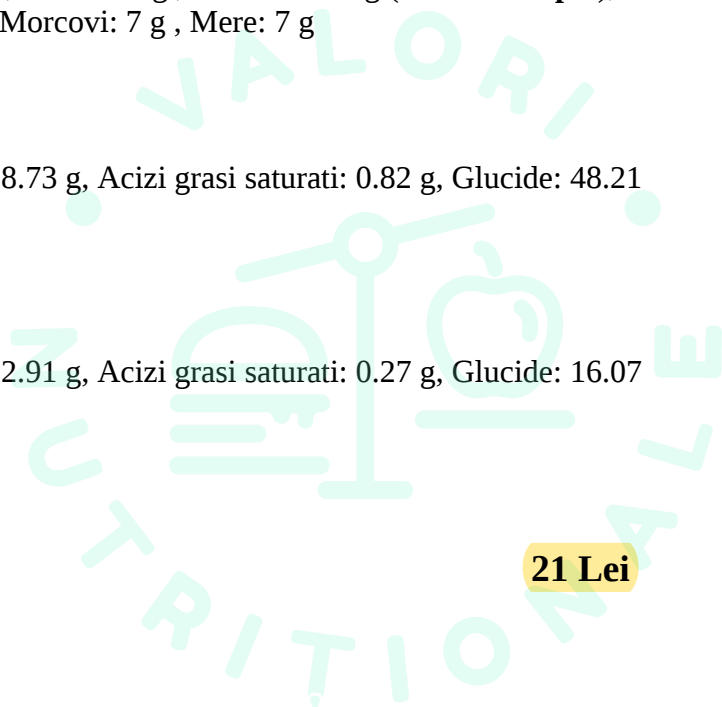 Morcovi: 7 g , Mere: 7 g
8.73 g, Acizi grasi saturati: 0.82 g, Glucide: 48.21
2.91 g, Acizi grasi saturati: 0.27 g, Glucide: 16.07
21 Lei
VALORI
NUTRITIONALE